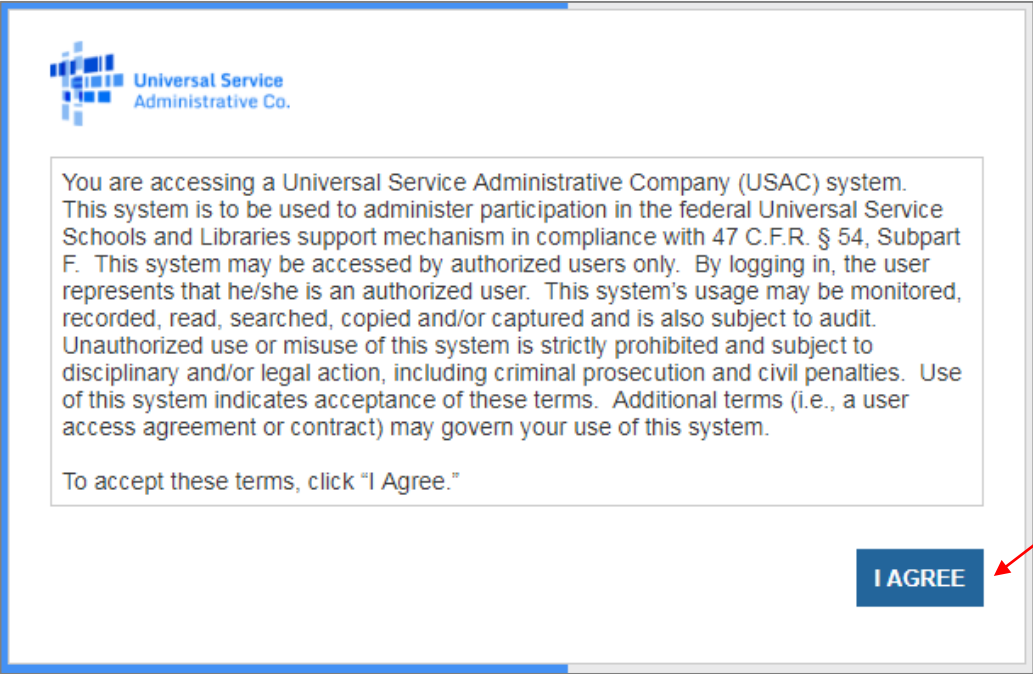 Universal Service
Administrative Co.
You are accessing a Universal Service Administrative Company (USAC) system.
This system is to be used to administer participation in the federal Universal Service
Schools and Libraries support mechanism in compliance with 47 C.F.R. § 54, Subpart
F.  This system may be accessed by authorized users only.  By logging in, the user
represents that he/she is an authorized user.  This system’s usage may be monitored,
recorded, read, searched, copied and/or captured and is also subject to audit.
Unauthorized use or misuse of this system is strictly prohibited and subject to
disciplinary and/or legal action, including criminal prosecution and civil penalties.  Use
of this system indicates acceptance of these terms.  Additional terms (i.e., a user
access agreement or contract) may govern your use of this system.
To accept these terms, click “I Agree.”
I AGREE